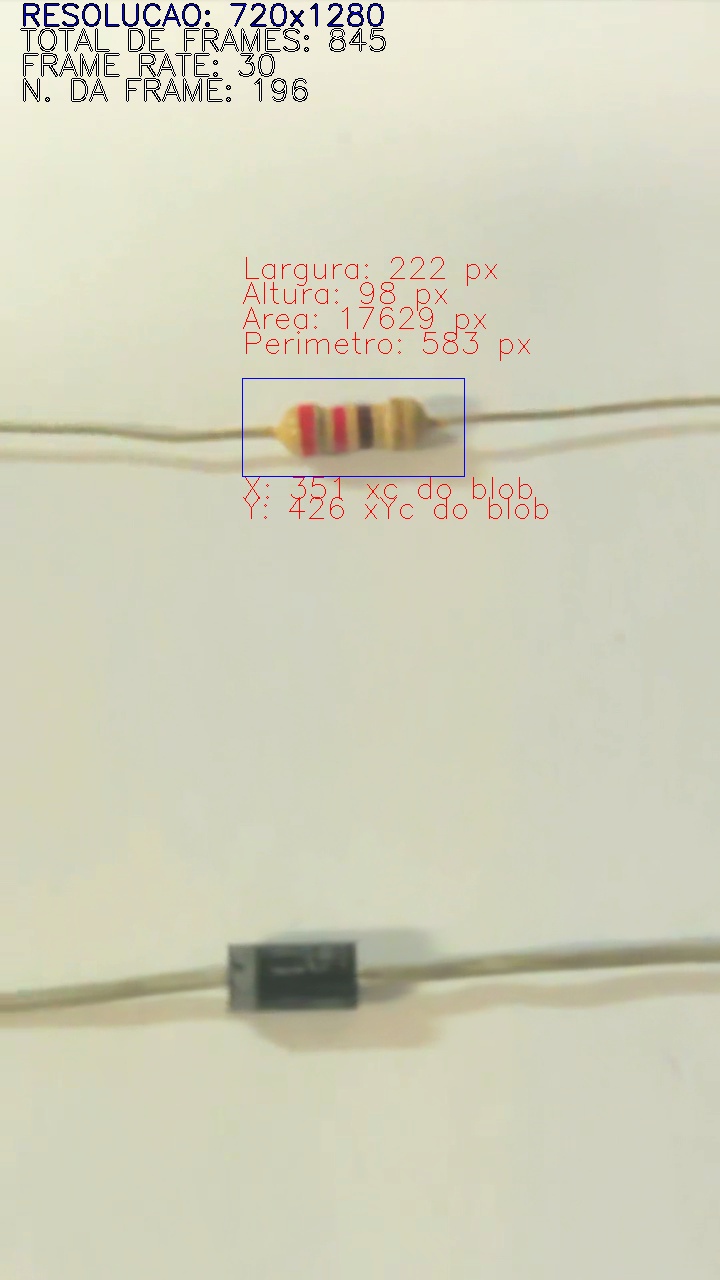 RESOLUCAO: 720x1280
TOTAL DE FRAMES: 845
FRAME RATE: 30
N. DA FRAME: 196
Largura: 222 px
Altura: 98 px
Area: 17629 px
Perimetro: 583 px
X: 351 xc do blob
Y: 426 xYc do blob